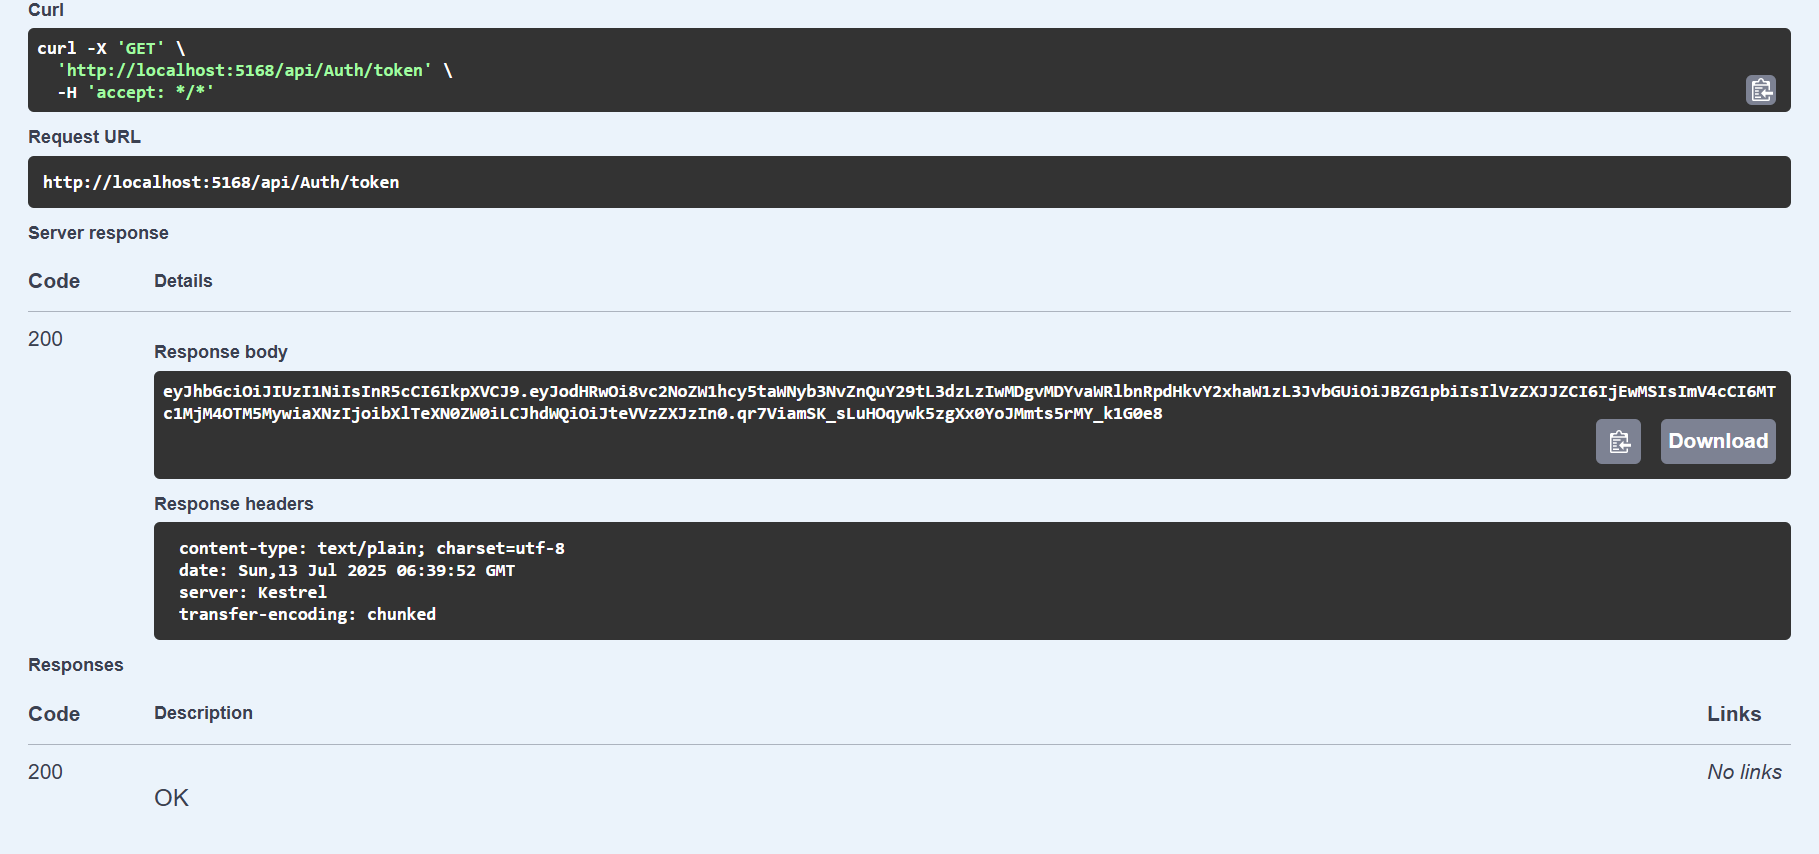 Curl
curl -X 'GET' \
'http://localhost:5168/api/Auth/token' \
-H 'accept: */*'
Request URL
http://localhost:5168/api/Auth/token
Server response
Code Details
200
Response body
eyJhbGciOiJIUzI1NiIsInR5cCI6IkpXVCJ9.eyJodHRwOi8vc2NoZW1hcy5taWNyb3NvZnQuY29tL3dzLzIwMDgvMDYvaWRlbnRpdHkvY2xhaW1zL3JvbGUiOiJBZG1pbiIsIlVzZXJJZCI6IjEwMSIsImV4cCI6MT
c1MjM4OTM5MywiaXNzIjoibXlTeXN0ZW0iLCJhdWQiOiJteVVzZXJzIn0.qr7ViamSK_sLuHOqywk5zgXx0YoJMmts5rMY_k1G0e8
Download
Response headers
content-type: text/plain; charset=utf-8
date: Sun,13 Jul 2025 06:39:52 GMT
server: Kestrel
transfer-encoding: chunked
Responses
Code Description Links
200 No links
OK